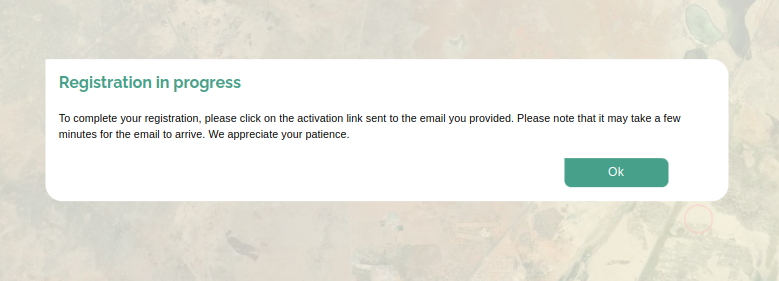 Registration in progress
To complete your registration, please click on the activation link sent to the email you provided. Please note that it may take a few
minutes for the email to arrive. We appreciate your patience.
Ok